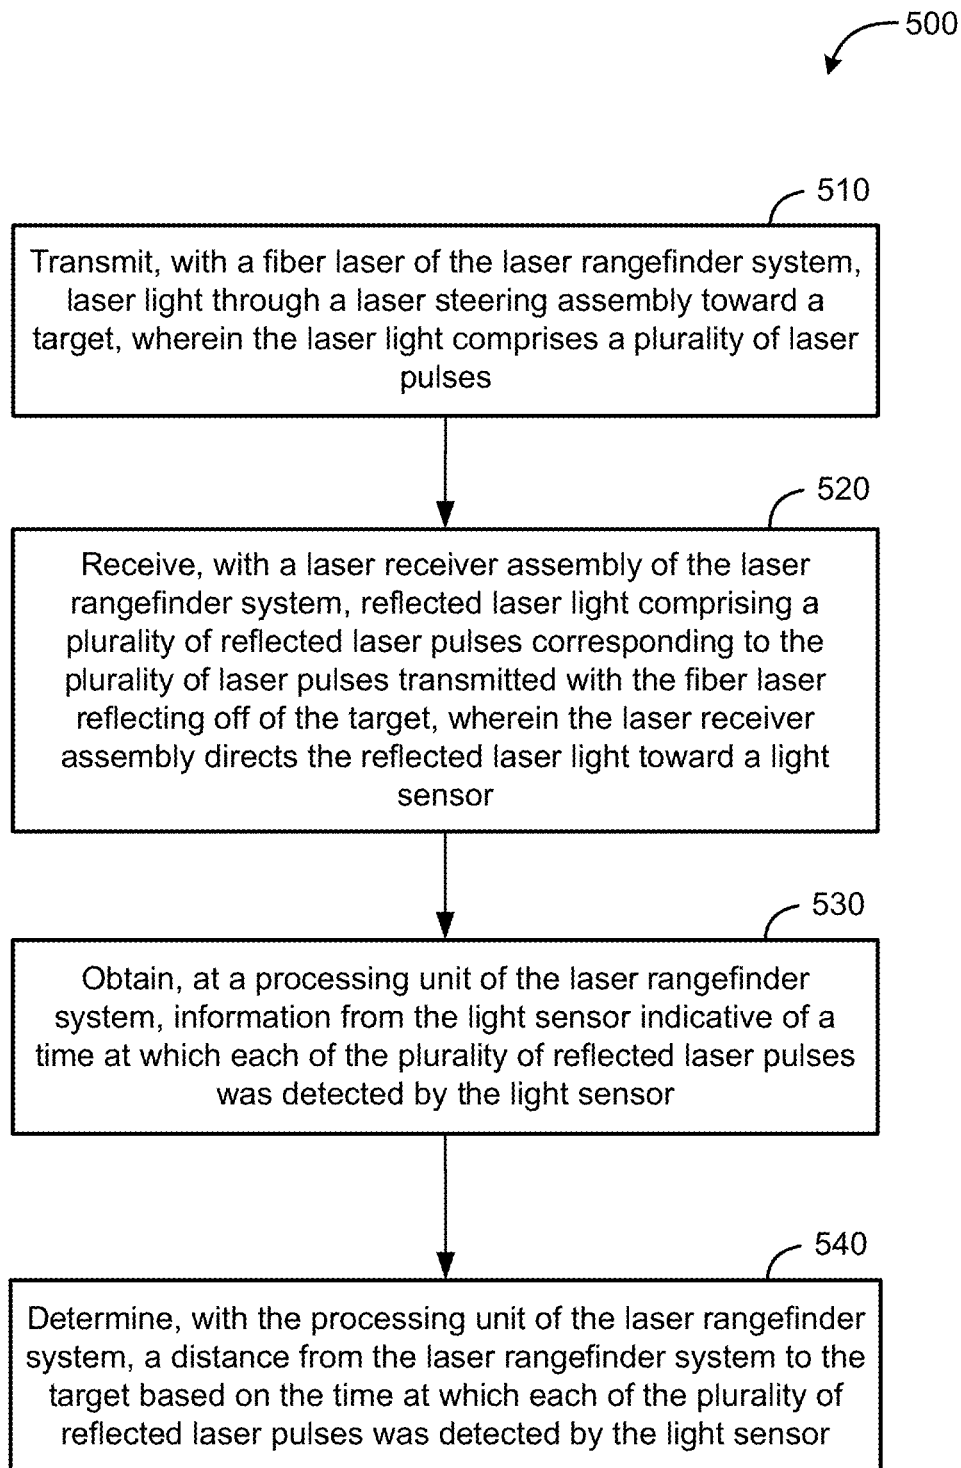 500
510
Transmit, with a fiber laser of the laser rangefinder system,
laser light through a laser steering assembly toward a
target, wherein the laser light comprises a plurality of laser
pulses
520
Receive, with a laser receiver assembly of the laser
rangefinder system, reflected laser light comprising a
plurality of reflected laser pulses corresponding to the
plurality of laser pulses transmitted with the fiber laser
reflecting off of the target, wherein the laser receiver
assembly directs the reflected laser light toward a light
sensor
530
Obtain, at a processing unit of the laser rangefinder
system, information from the light sensor indicative of a
time at which each of the plurality of reflected laser pulses
was detected by the light sensor
540
Determine, with the processing unit of the laser rangefinder
system, a distance from the laser rangefinder system to the
target based on the time at which each of the plurality of
reflected laser pulses was detected by the light sensor